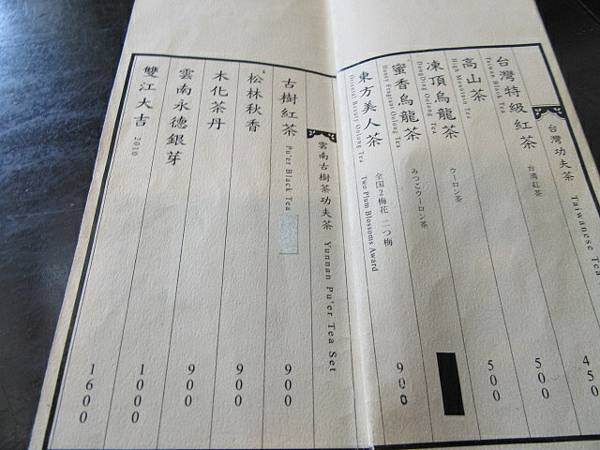 台灣功夫茶 Taiwanese Tea
台灣特級紅茶 台湾紅茶 450
Taiwan Black Tea
高山茶 500
High Mountain Tea
凍頂烏龍茶 ウーロン茶 500
DongDing Oolong Tea
蜜香烏龍茶 みつこウーロン茶
Honey Fragrant Oolong Tea
東方美人茶 全国2梅花 二つ梅 900
Oriental Beauty Oolong Tea Two Plum Blossoms Award
雲南古樹茶功夫茶 Yunnan Pu'er Tea Set
古樹紅茶 Pu'er Black Tea 900
松林秋香 900
木化茶丹 900
雲南永德銀芽 1000
雙江大吉 2010 1600